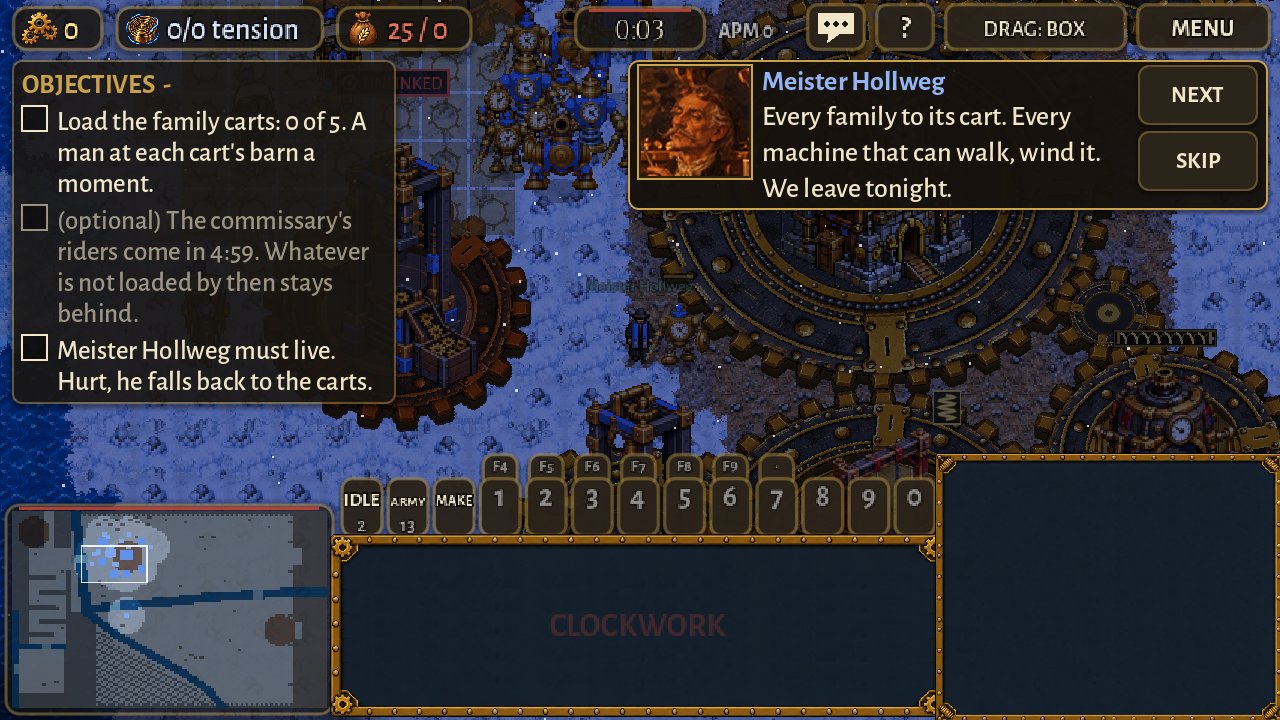 0
0/0 tension
25 / 0
0:03
APM 0
?
DRAG: BOX
MENU
OBJECTIVES -
Load the family carts: 0 of 5. A
man at each cart's barn a
moment.
(optional) The commissary's
riders come in 4:59. Whatever
is not loaded by then stays
behind.
Meister Hollweg must live.
Hurt, he falls back to the carts.
Meister Hollweg
Every family to its cart. Every
machine that can walk, wind it.
We leave tonight.
NEXT
SKIP
Meister Hollweg
F4
F5
F6
F7
F8
F9
IDLE
2
ARMY
13
MAKE
1
2
3
4
5
6
7
8
9
0
CLOCKWORK